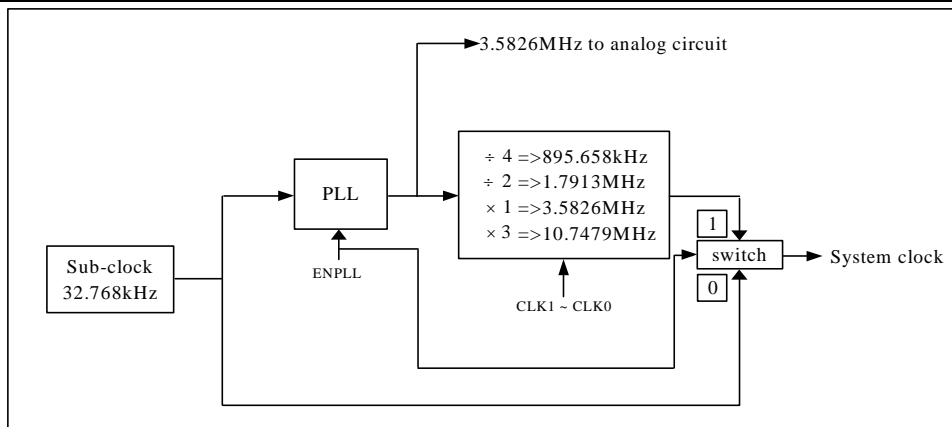 3.5826MHz to analog circuit
÷ 4 =>895.658kHz
÷ 2 =>1.7913MHz
× 1 =>3.5826MHz
× 3 =>10.7479MHz
PLL
ENPLL
CLK1 ~ CLK0
Sub-clock
32.768kHz
1
switch
0
System clock